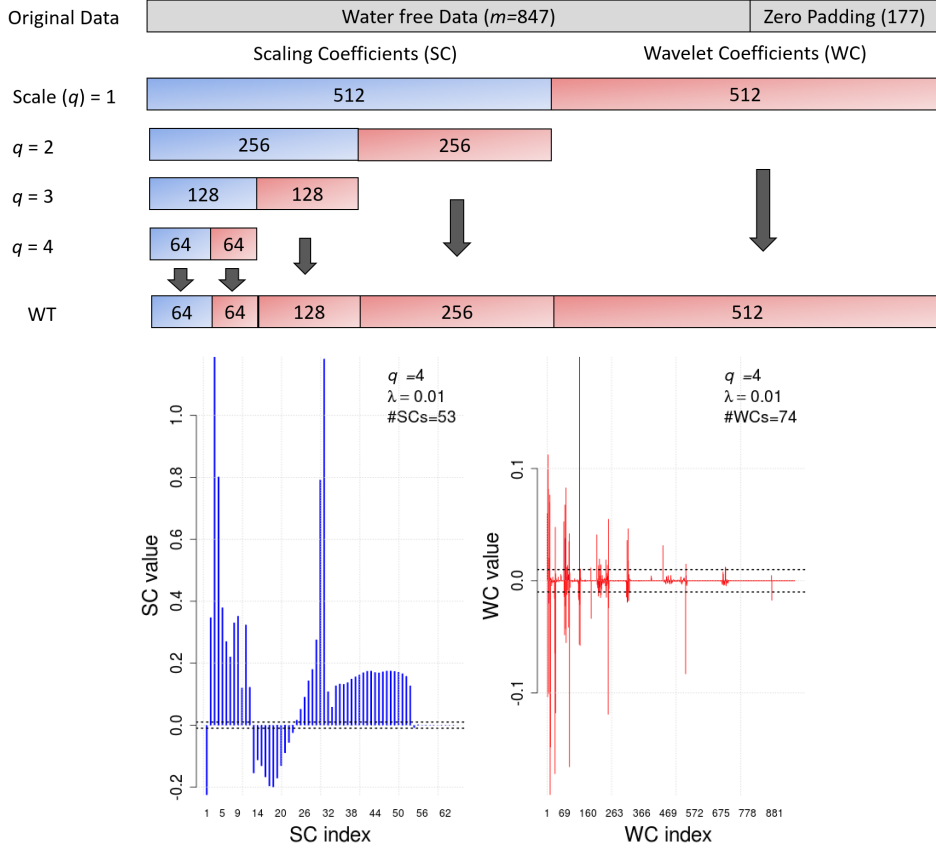 Original Data
Water free Data (m=847)
Zero Padding (177)
Scaling Coefficients (SC)
Wavelet Coefficients (WC)
Scale (q) = 1
512
512
q = 2
256
256
q = 3
128
128
q = 4
64
64
WT
64
64
128
256
512
q =4
λ = 0.01
#SCs=53
SC value
1.0
0.8
0.6
0.4
0.2
0.0
-0.2
1 5 9 14 20 26 32 38 44 50 56 62
SC index
q =4
λ = 0.01
#WCs=74
WC value
0.1
0.0
-0.1
1 69 160 263 366 469 572 675 778 881
WC index